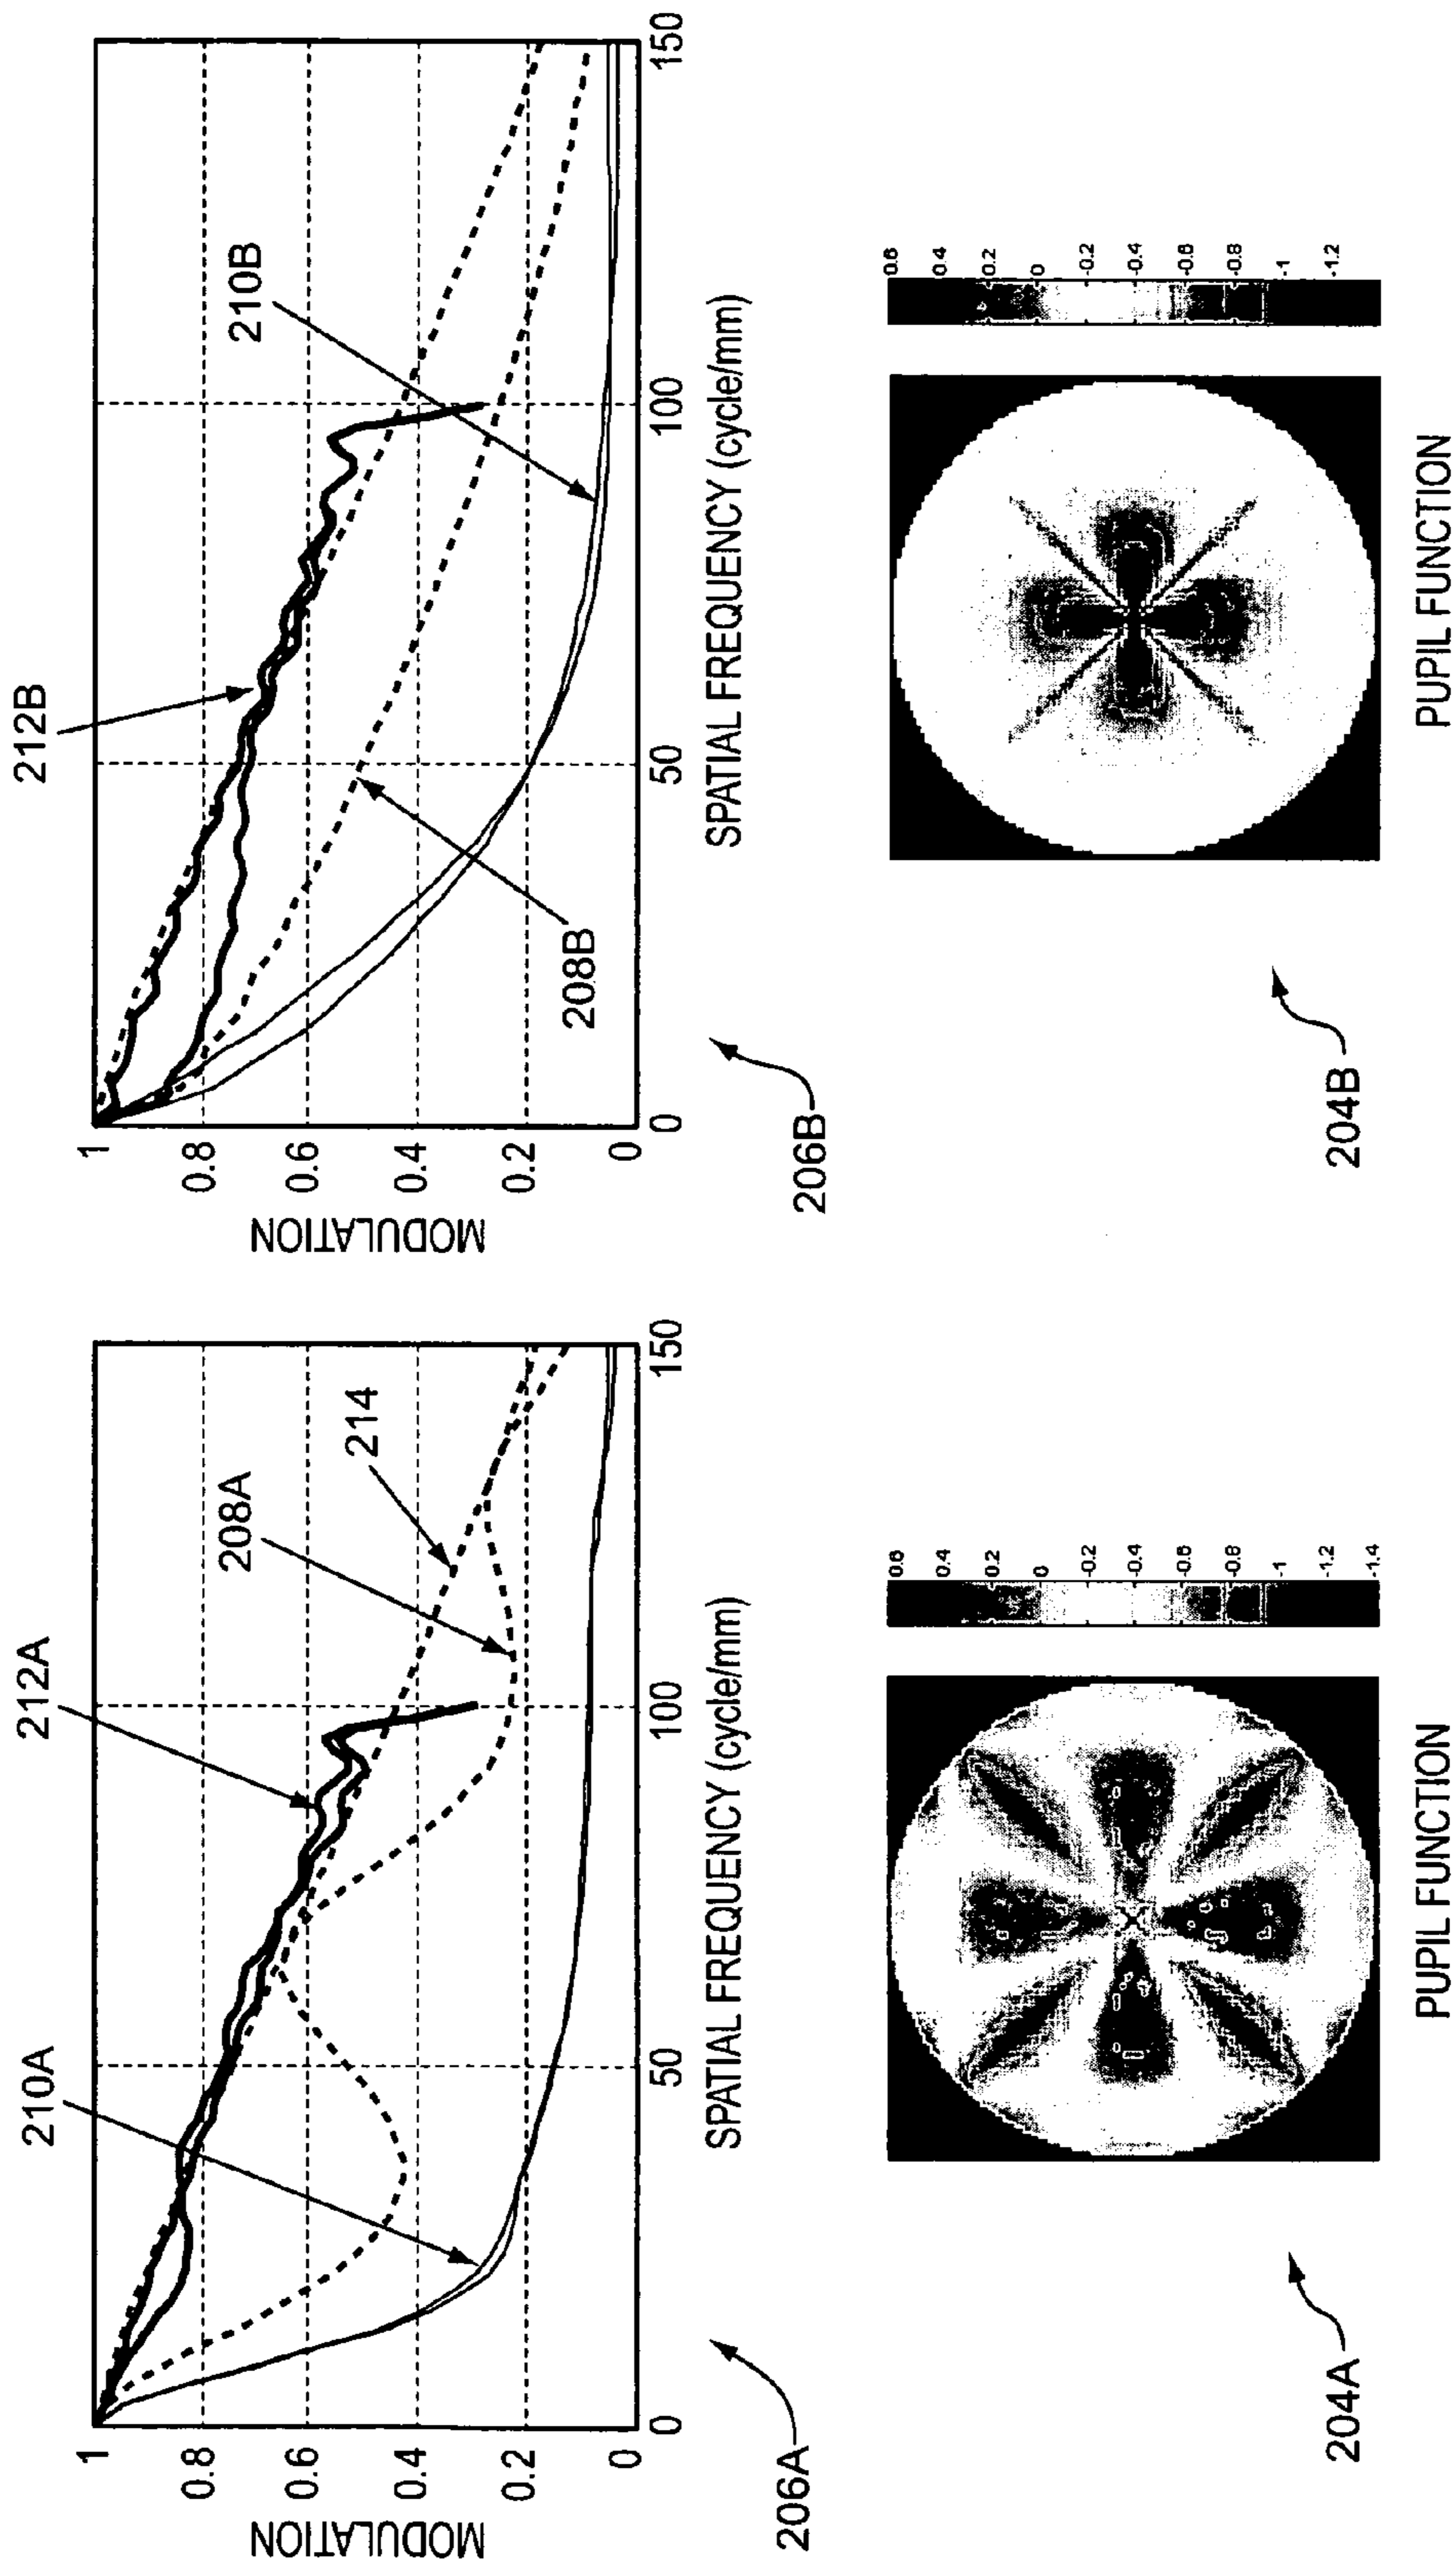 210A
212A
208A
214
MODULATION
1
0.8
0.6
0.4
0.2
0
0
50
100
150
SPATIAL FREQUENCY (cycle/mm)
206A
0.6
0.4
0.2
0
-0.2
-0.4
-0.6
-0.8
-1
-1.2
-1.4
204A
PUPIL FUNCTION
212B
210B
208B
MODULATION
1
0.8
0.6
0.4
0.2
0
0
50
100
150
SPATIAL FREQUENCY (cycle/mm)
206B
0.6
0.4
0.2
0
-0.2
-0.4
-0.6
-0.8
-1
-1.2
204B
PUPIL FUNCTION